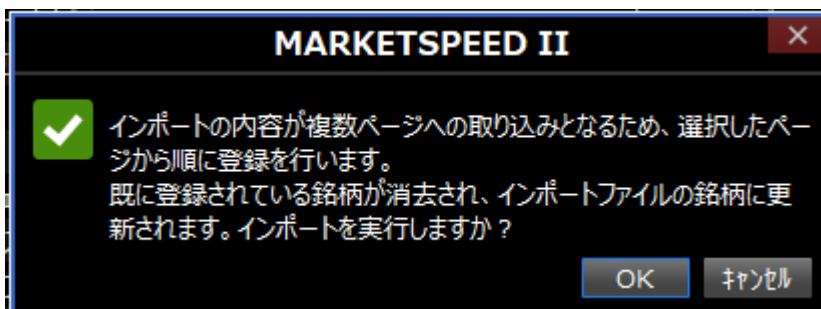 MARKETSPEED II
インポートの内容が複数ページへの取り込みとなるため、選択したペー
ジから順に登録を行います。
既に登録されている銘柄が消去され、インポートファイルの銘柄に更
新されます。インポートを実行しますか？
OK ｷｬﾝｾﾙ